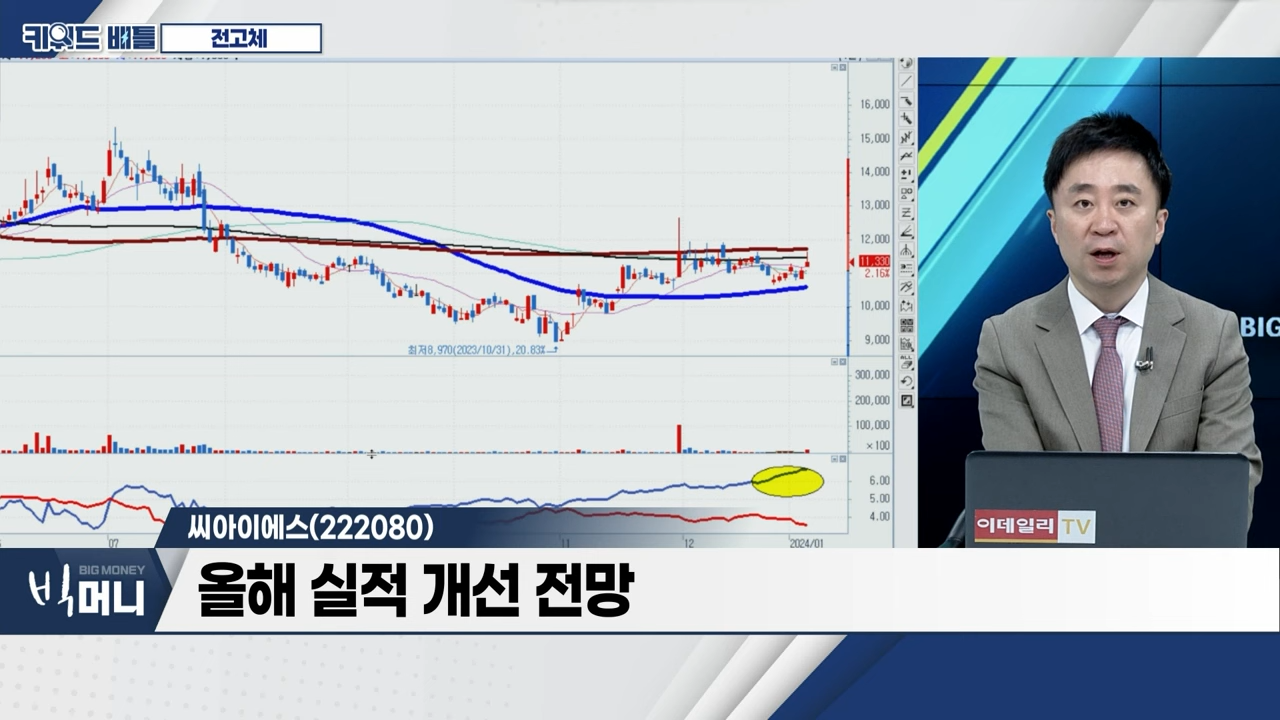 키워드 배틀
전고체
16,000
15,000
14,000
13,000
12,000
11,330
2.16%
10,000
9,000
최저8,970(2023/10/31),20.83%
300,000
200,000
100,000
×100
6.00
5.00
4.00
07
11
12
2024/01
ALL
BIG
이데일리TV
씨아이에스(222080)
BIG MONEY
빅머니
올해 실적 개선 전망